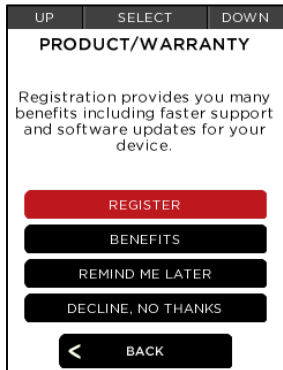 UP SELECT DOWN
PRODUCT/WARRANTY
Registration provides you many
benefits including faster support
and software updates for your
device.
REGISTER
BENEFITS
REMIND ME LATER
DECLINE, NO THANKS
< BACK